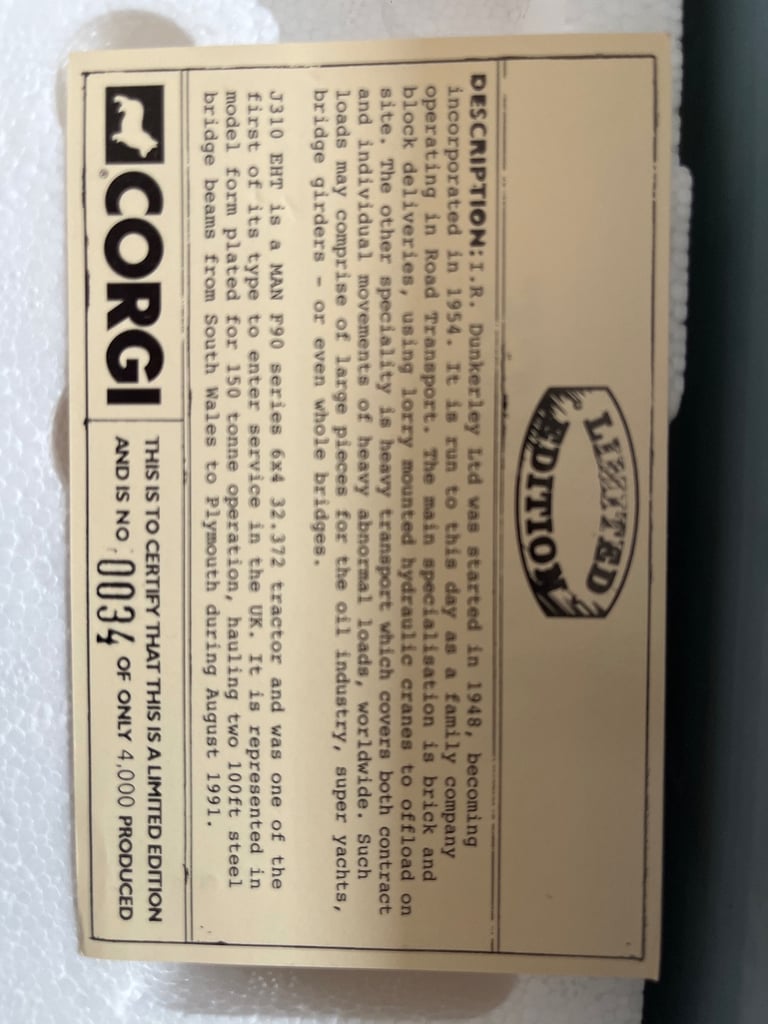 LIMITED
EDITION
DESCRIPTION: I.R. Dunkerley Ltd was started in 1948, becoming
incorporated in 1954. It is run to this day as a family company
operating in Road Transport. The main specialisation is brick and
block deliveries, using lorry mounted hydraulic cranes to offload on
site. The other speciality is heavy transport which covers both contract
and individual movements of heavy abnormal loads, worldwide. Such
loads may comprise of large pieces for the oil industry, super yachts,
bridge girders - or even whole bridges.
J310 EHT is a MAN F90 series 6x4 32.372 tractor and was one of the
first of its type to enter service in the UK. It is represented in
model form plated for 150 tonne operation, hauling two 100ft steel
bridge beams from South Wales to Plymouth during August 1991.
CORGI®
THIS IS TO CERTIFY THAT THIS IS A LIMITED EDITION
AND IS NO 0034 OF ONLY 4,000 PRODUCED